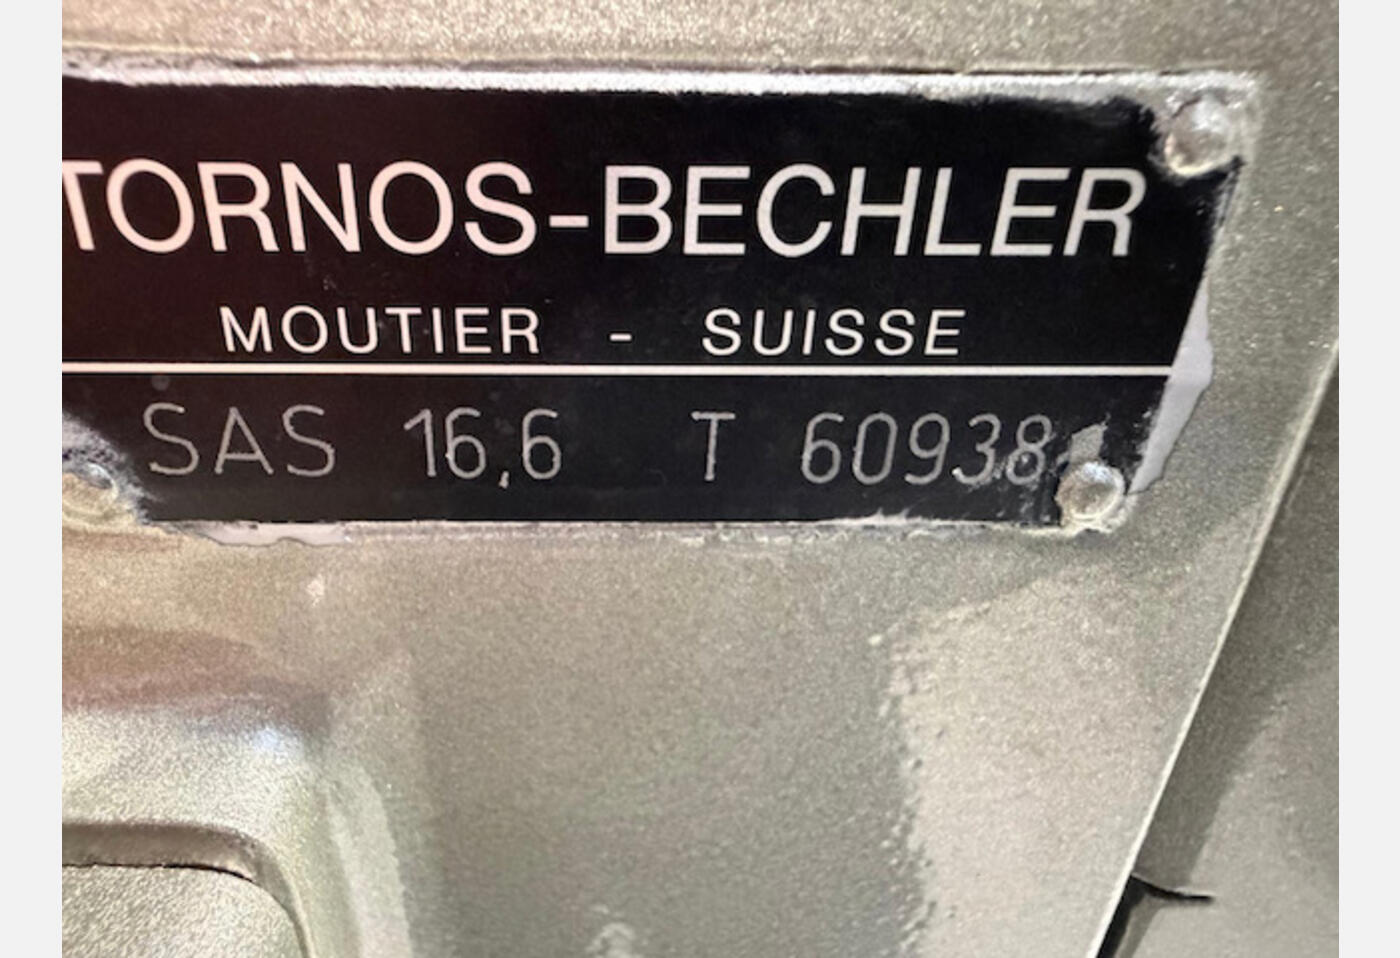 TORNOS-BECHLER
MOUTIER - SUISSE
SAS 16,6 T 60938